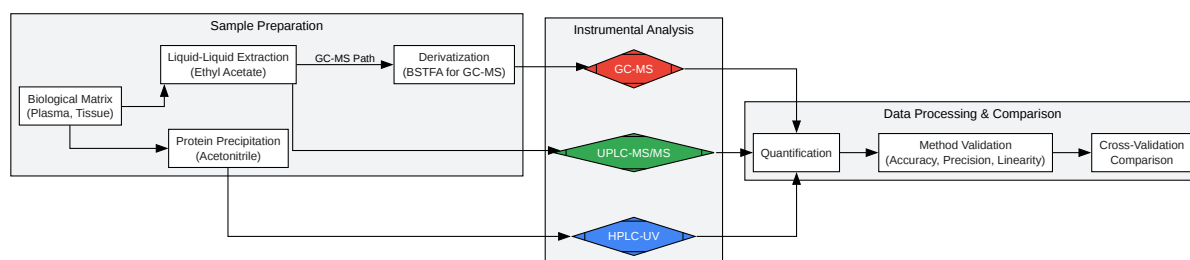 Sample Preparation
Liquid-Liquid Extraction
(Ethyl Acetate)
GC-MS Path
Derivatization
(BSTFA for GC-MS)
Biological Matrix
(Plasma, Tissue)
Protein Precipitation
(Acetonitrile)
Instrumental Analysis
GC-MS
UPLC-MS/MS
HPLC-UV
Data Processing & Comparison
Quantification
Method Validation
(Accuracy, Precision, Linearity)
Cross-Validation
Comparison